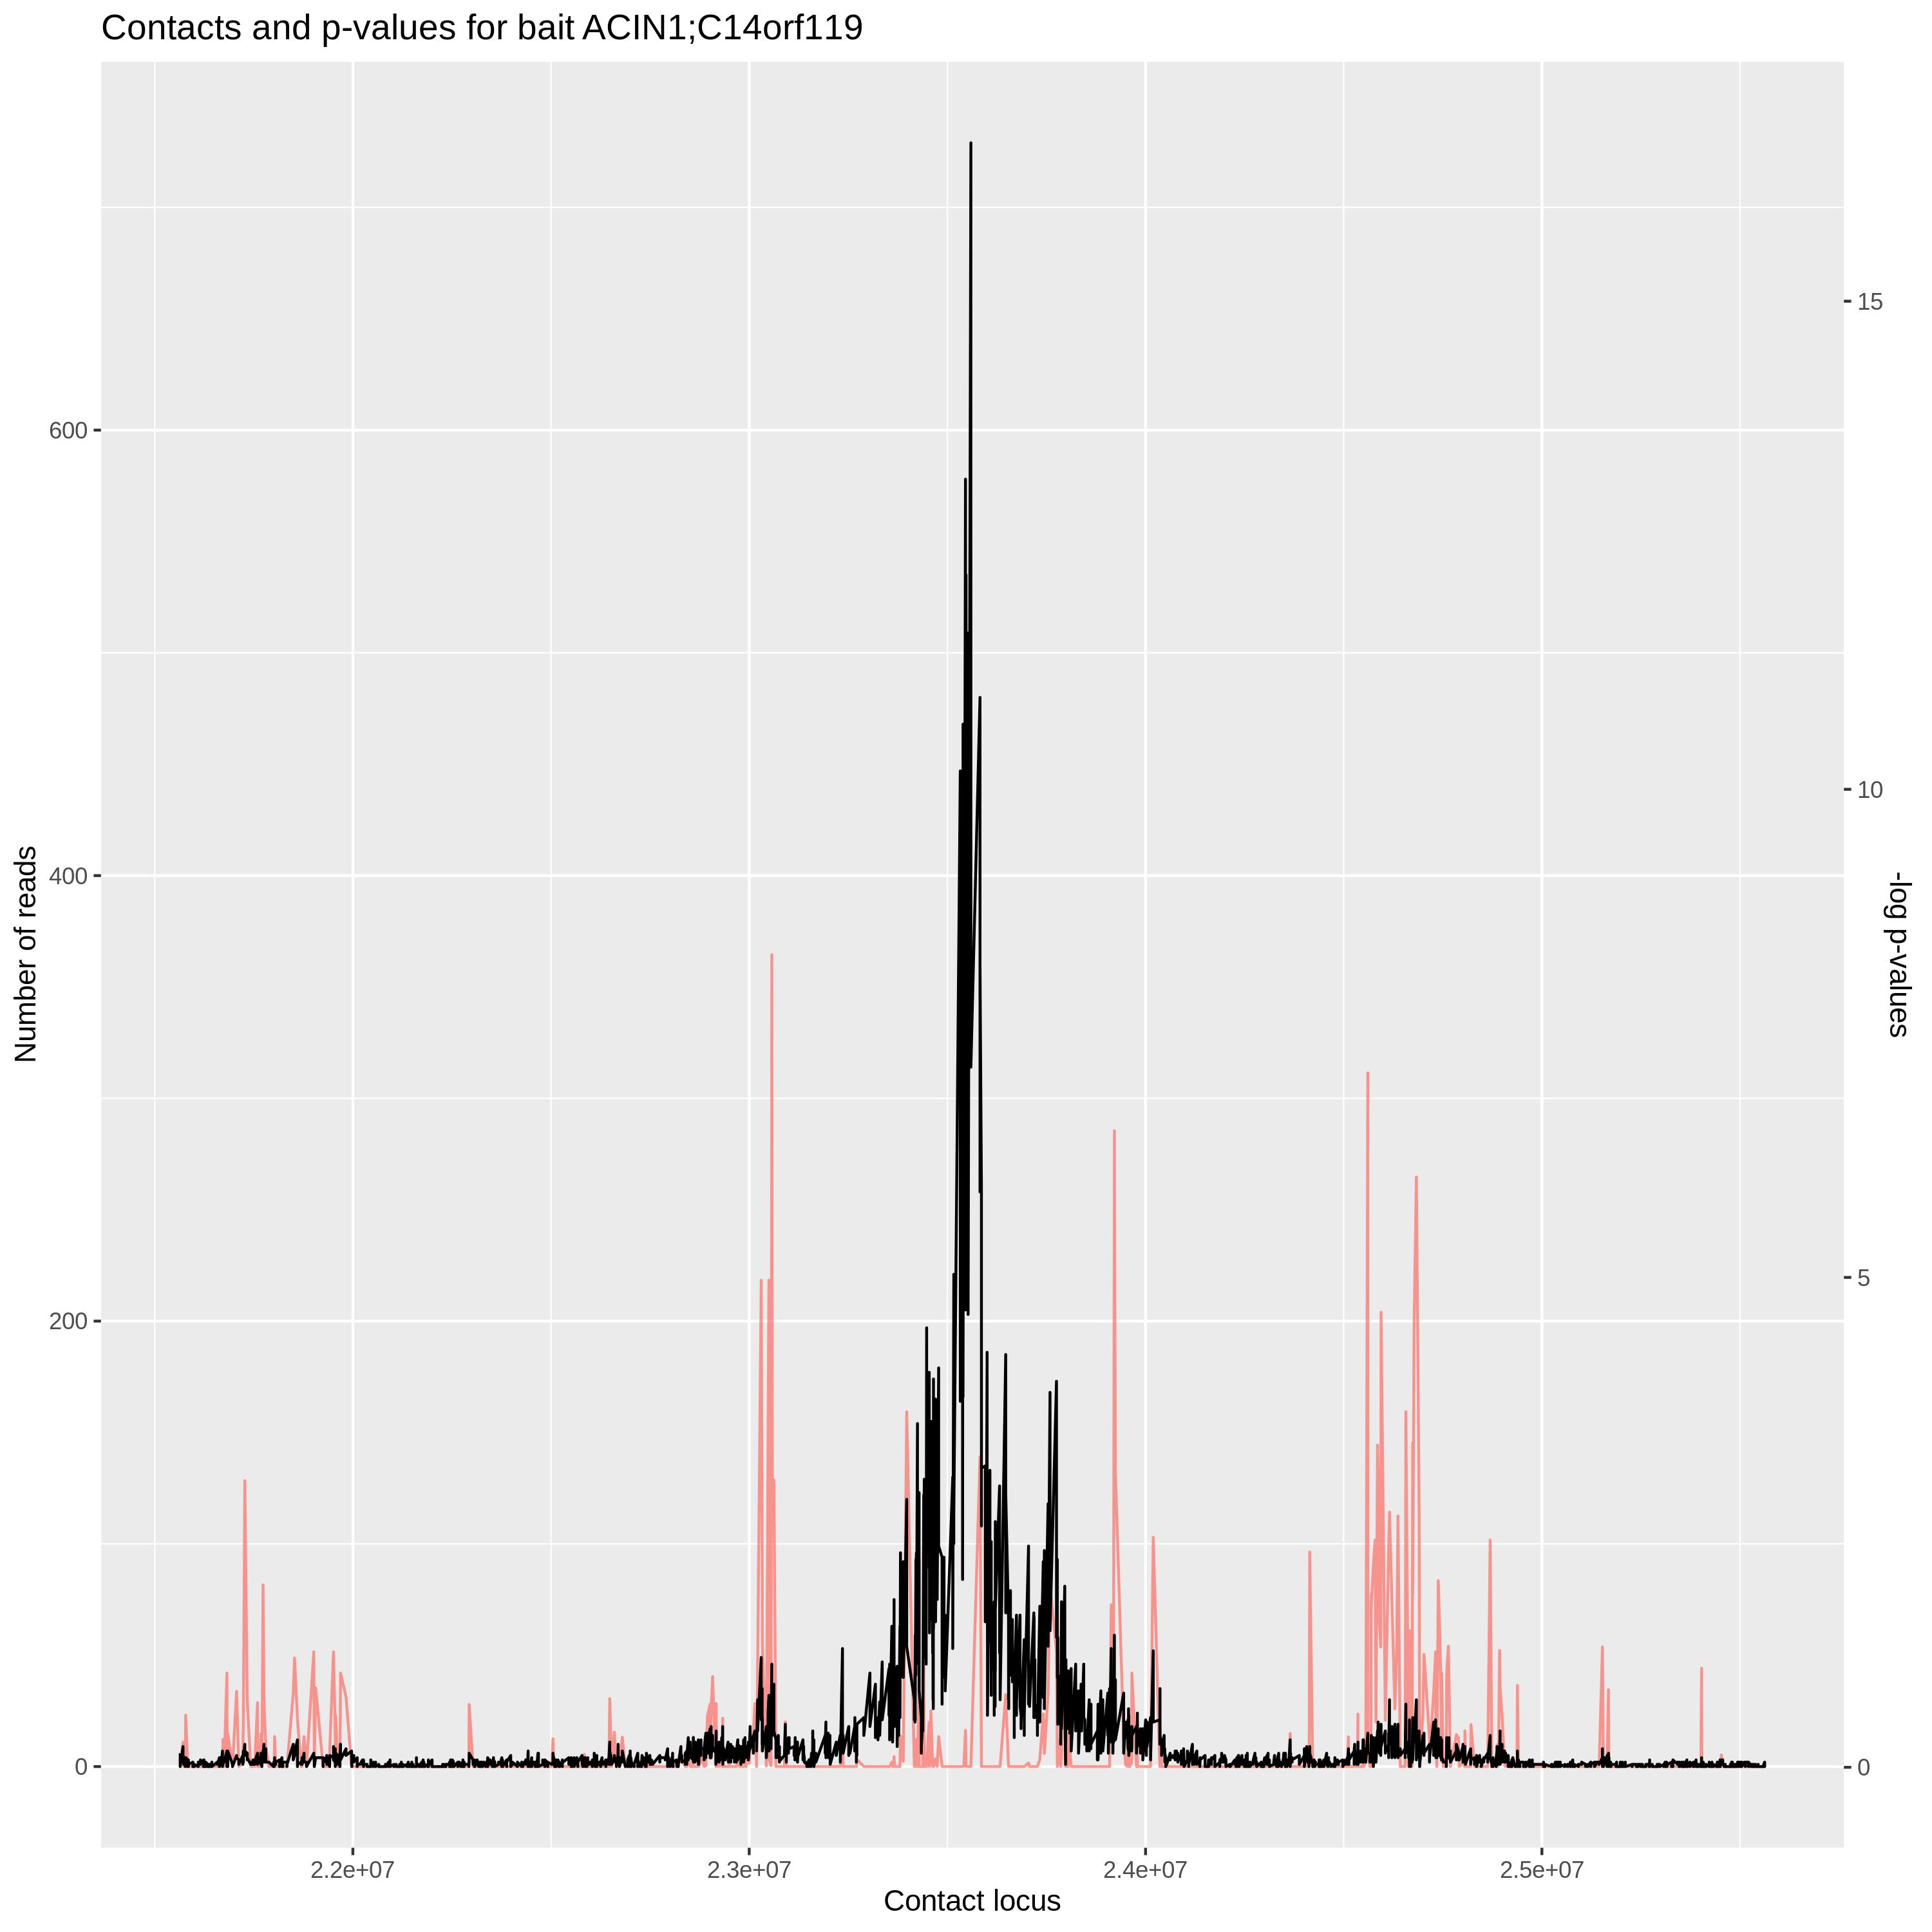 Contacts and p-values for bait ACIN1;C14orf119
Number of reads
600
400
200
0
15
10
5
0
-log p-values
2.2e+07
2.3e+07
2.4e+07
2.5e+07
Contact locus